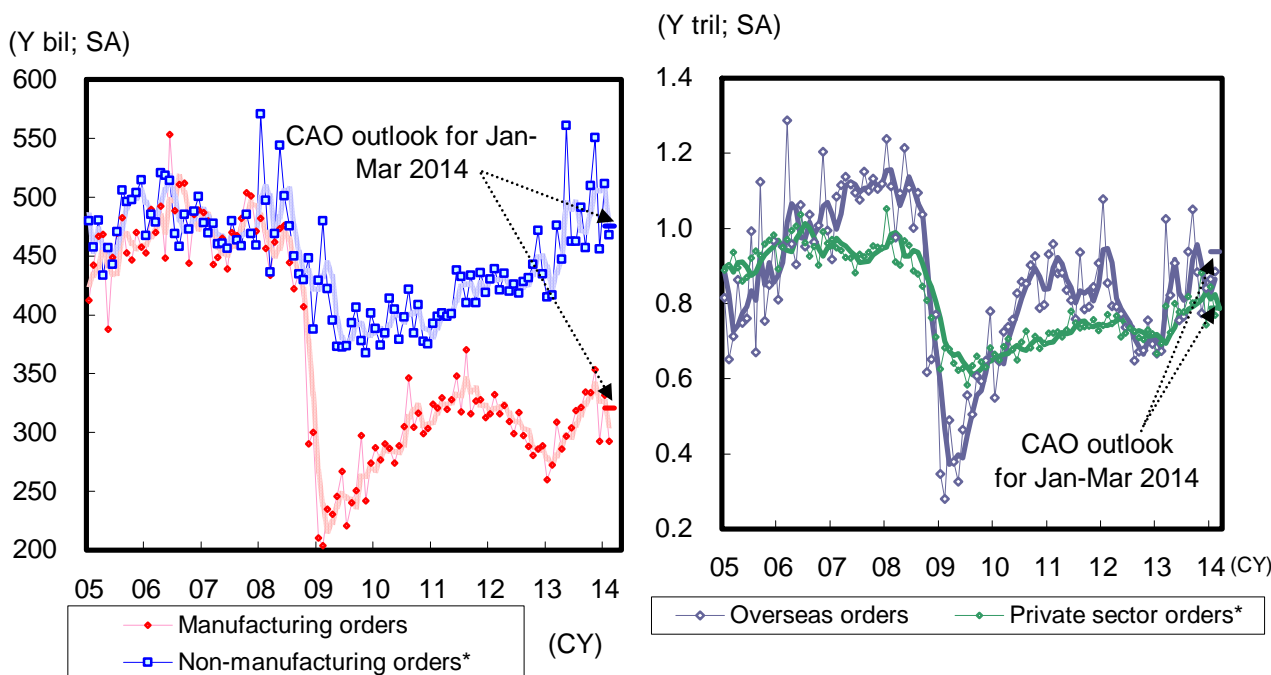 (Y bil; SA)
600
550
500
450
400
350
300
250
200
CAO outlook for Jan-
Mar 2014
05 06 07 08 09 10 11 12 13 14
(CY)
Manufacturing orders
Non-manufacturing orders*
(Y tril; SA)
1.4
1.2
1.0
0.8
0.6
0.4
0.2
CAO outlook
for Jan-Mar 2014
05 06 07 08 09 10 11 12 13 14 (CY)
Overseas orders Private sector orders*